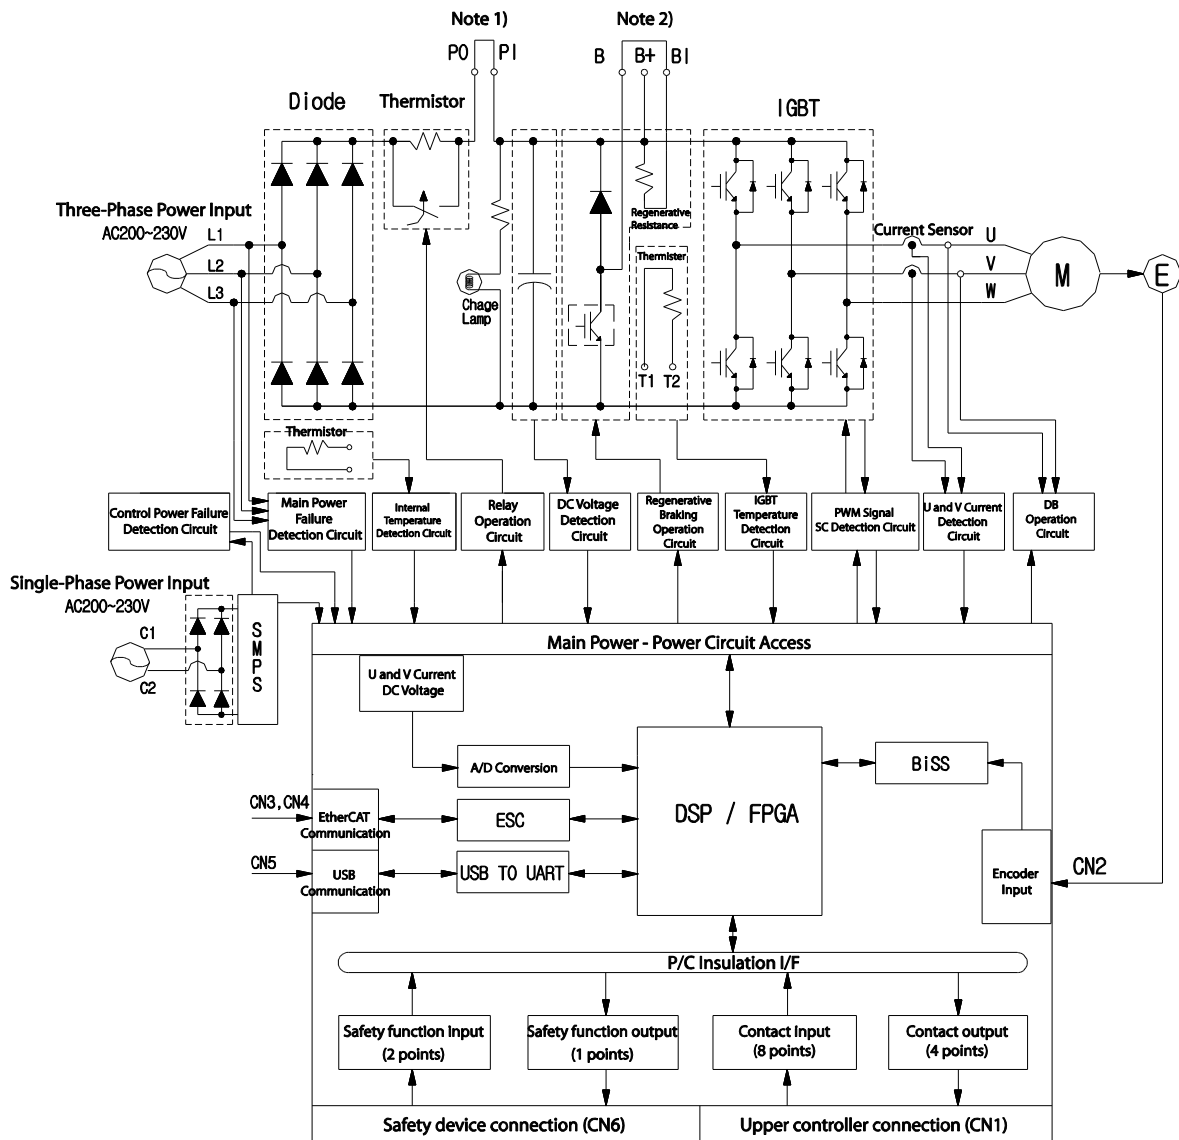 Note 1)
Note 2)
PO PI
B B+ BI
Diode
Thermistor
IGBT
Three-Phase Power Input
AC200~230V
L1
L2
L3
Chage
Lamp
Regenerative
Resistance
Thermister
T1 T2
Current Sensor
U
V
W
M
E
Thermistor
Control Power Failure
Detection Circuit
Main Power
Failure
Detection Circuit
Internal
Temperature
Detection Circuit
Relay
Operation
Circuit
DC Voltage
Detection
Circuit
Regenerative
Braking
Operation
Circuit
IGBT
Temperature
Detection
Circuit
PWM Signal
SC Detection Circuit
U and V Current
Detection
Circuit
DB
Operation
Circuit
Single-Phase Power Input
AC200~230V
C1
C2
SMPS
Main Power - Power Circuit Access
U and V Current
DC Voltage
A/D Conversion
DSP / FPGA
BiSS
CN3,CN4
EtherCAT
Communication
ESC
CN5
USB
Communication
USB TO UART
Encoder
Input
CN2
P/C Insulation I/F
Safety function input
(2 points)
Safety function output
(1 points)
Contact input
(8 points)
Contact output
(4 points)
Safety device connection (CN6)
Upper controller connection (CN1)